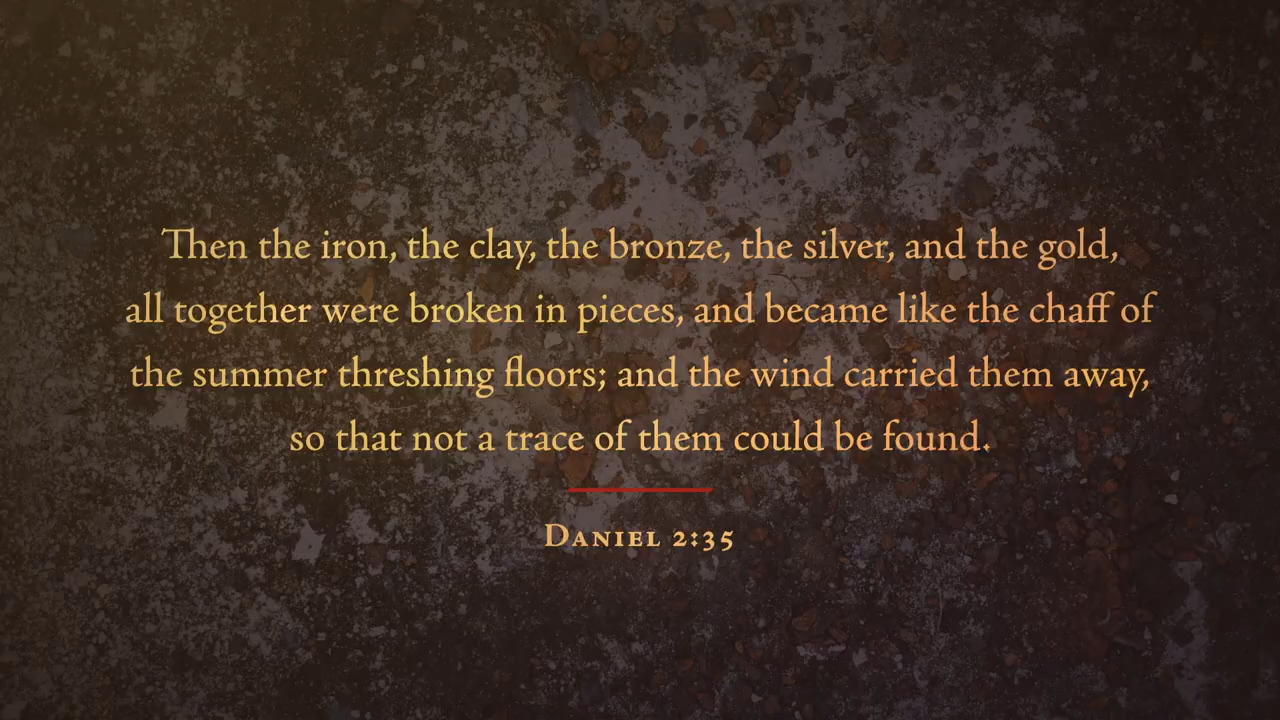 Then the iron, the clay, the bronze, the silver, and the gold,
all together were broken in pieces, and became like the chaff of
the summer threshing floors; and the wind carried them away,
so that not a trace of them could be found.
Daniel 2:35